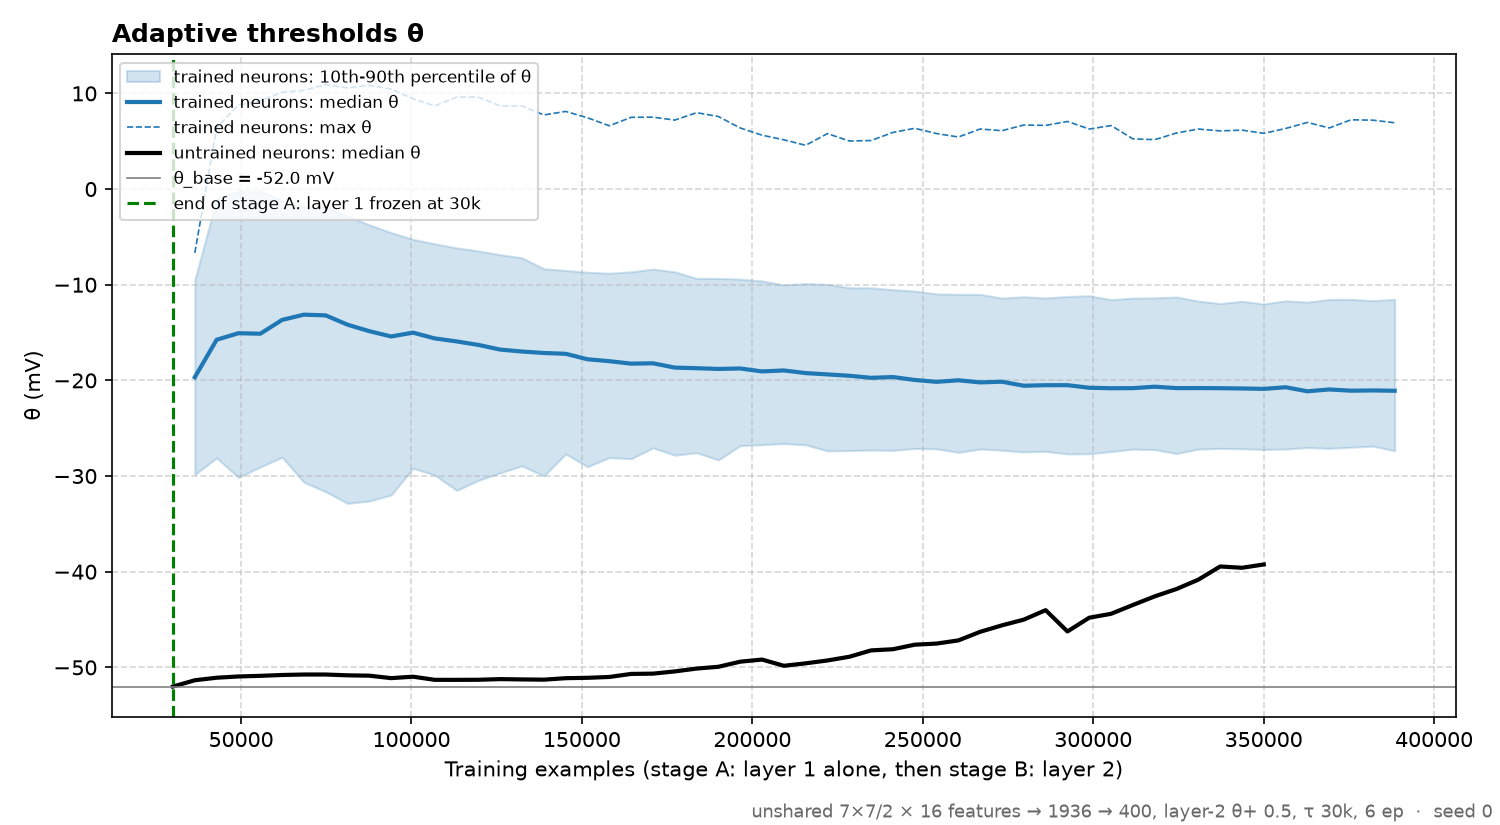 Adaptive thresholds θ
trained neurons: 10th-90th percentile of θ
trained neurons: median θ
trained neurons: max θ
untrained neurons: median θ
θ_base = -52.0 mV
end of stage A: layer 1 frozen at 30k
10
0
−10
−20
−30
−40
−50
θ (mV)
50000 100000 150000 200000 250000 300000 350000 400000
Training examples (stage A: layer 1 alone, then stage B: layer 2)
unshared 7×7/2 × 16 features → 1936 → 400, layer-2 θ+ 0.5, τ 30k, 6 ep · seed 0